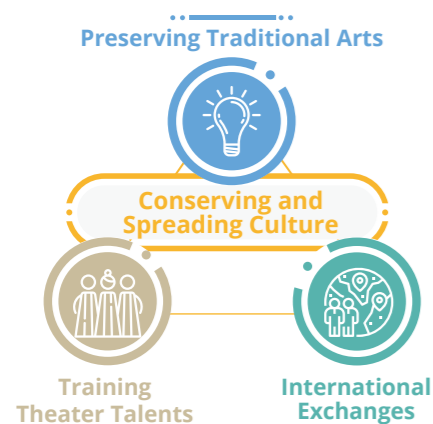 Preserving Traditional Arts
Conserving and
Spreading Culture
Training
Theater Talents
International
Exchanges